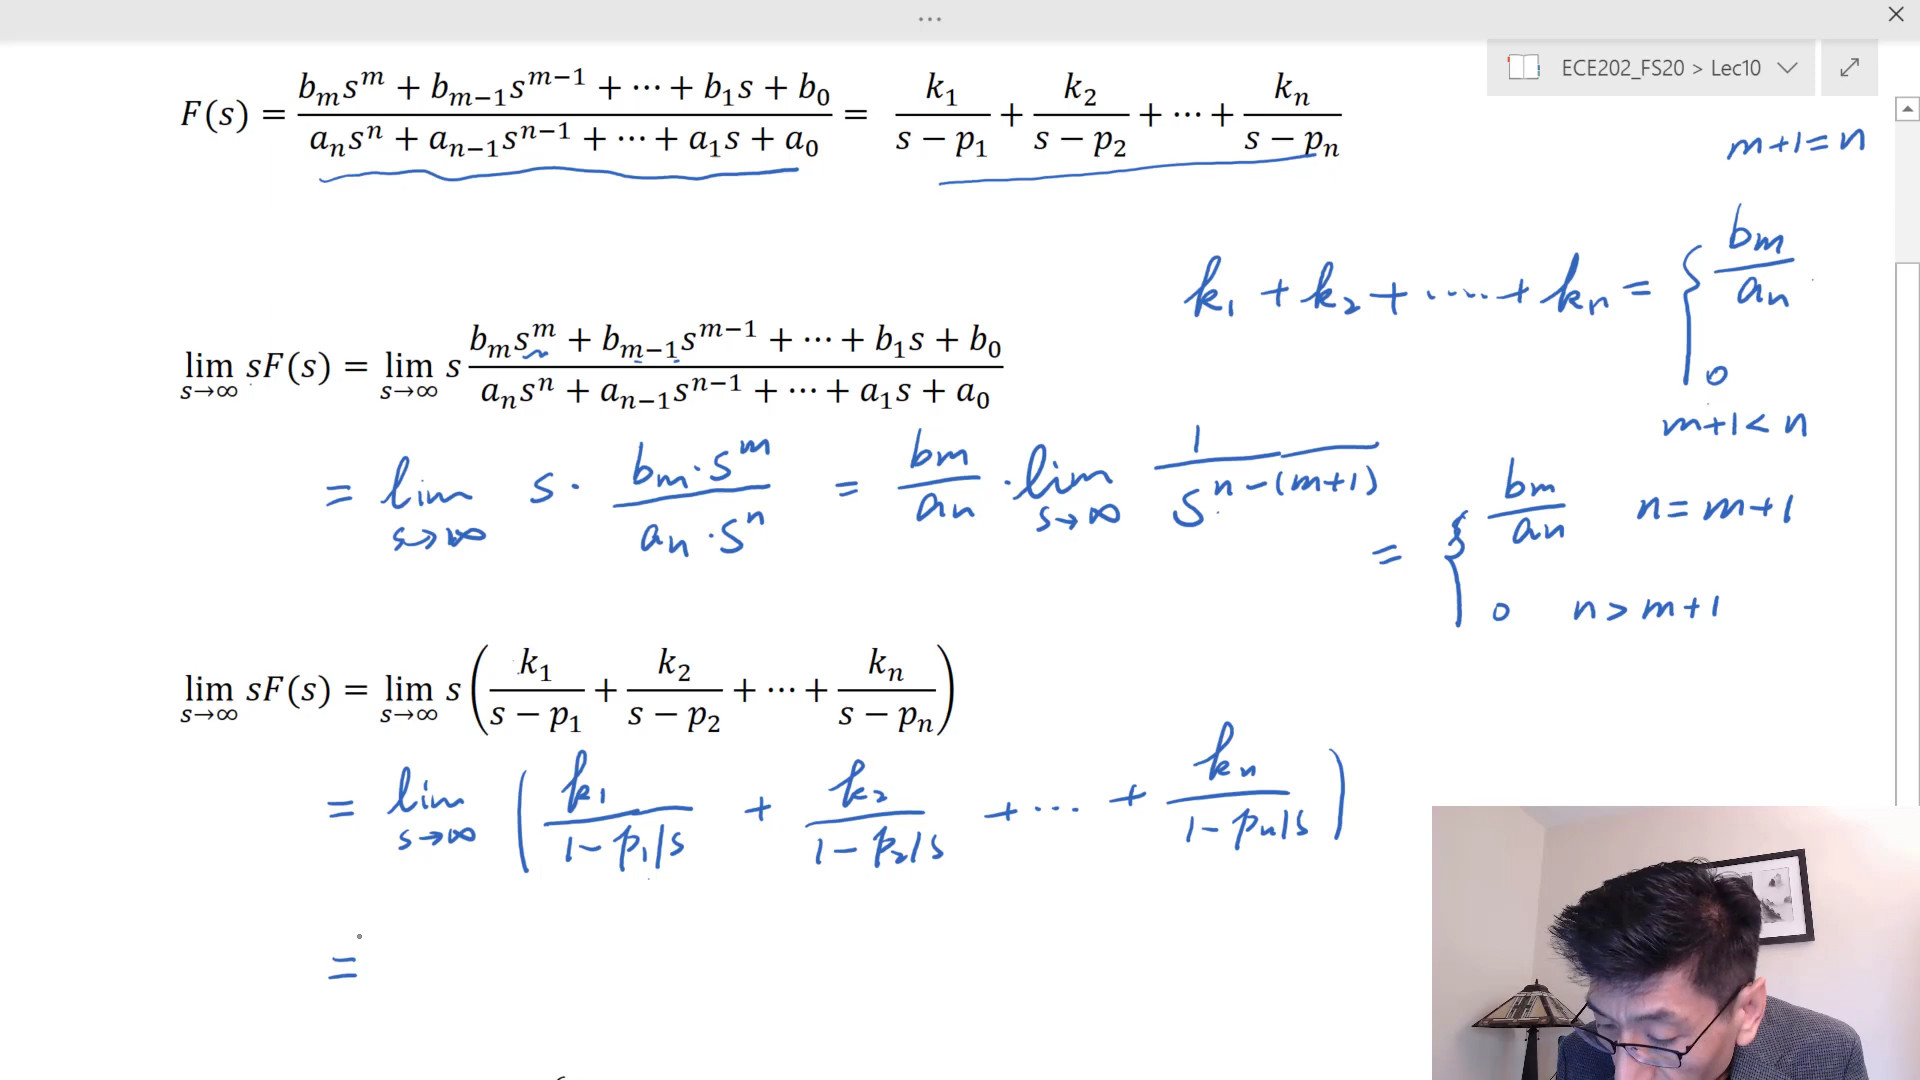 ...
ECE202_FS20 > Lec10
F(s) = (b_m s^m + b_{m−1} s^{m−1} + ⋯ + b_1 s + b_0) / (a_n s^n + a_{n−1} s^{n−1} + ⋯ + a_1 s + a_0) = k_1/(s − p_1) + k_2/(s − p_2) + ⋯ + k_n/(s − p_n)
m+1=n
k_1 + k_2 + ····· + k_n = { b_m/a_n
0
m+1 < n
lim_{s→∞} sF(s) = lim_{s→∞} s (b_m s^m + b_{m−1} s^{m−1} + ⋯ + b_1 s + b_0) / (a_n s^n + a_{n−1} s^{n−1} + ⋯ + a_1 s + a_0)
= lim_{s→∞} s · (b_m · s^m)/(a_n · s^n) = b_m/a_n · lim_{s→∞} 1/s^{n−(m+1)}
= { b_m/a_n n = m+1
0 n > m+1
lim_{s→∞} sF(s) = lim_{s→∞} s (k_1/(s − p_1) + k_2/(s − p_2) + ⋯ + k_n/(s − p_n))
= lim_{s→∞} ( k_1/(1 − p_1/s) + k_2/(1 − p_2/s) + ··· + k_n/(1 − p_n/s) )
=